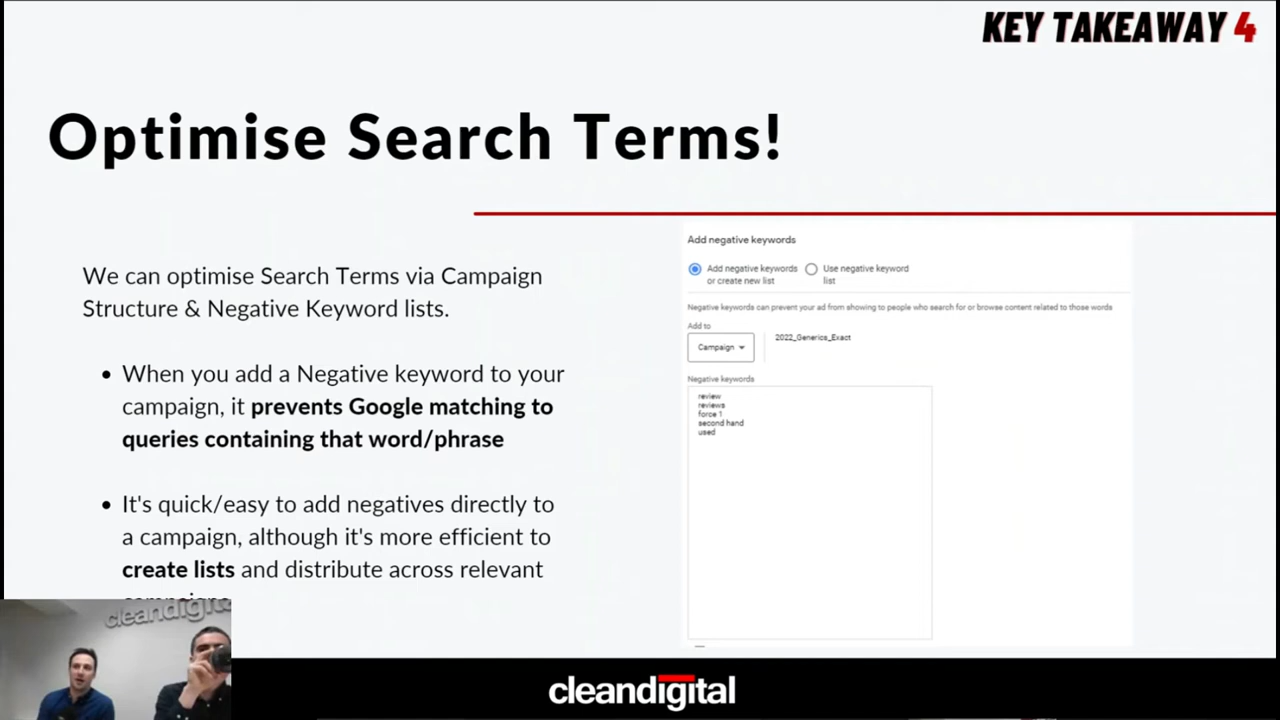 KEY TAKEAWAY 4
Optimise Search Terms!
We can optimise Search Terms via Campaign
Structure & Negative Keyword lists.
• When you add a Negative keyword to your
campaign, it prevents Google matching to
queries containing that word/phrase
• It's quick/easy to add negatives directly to
a campaign, although it's more efficient to
create lists and distribute across relevant
Add negative keywords
Add negative keywords
or create new list
Use negative keyword
list
Negative keywords can prevent your ad from showing to people who search for or browse content related to those words
Add to
Campaign
2022_Generics_Exact
Negative keywords
review
reviews
force 1
second hand
used
cleandigital
cleandigital